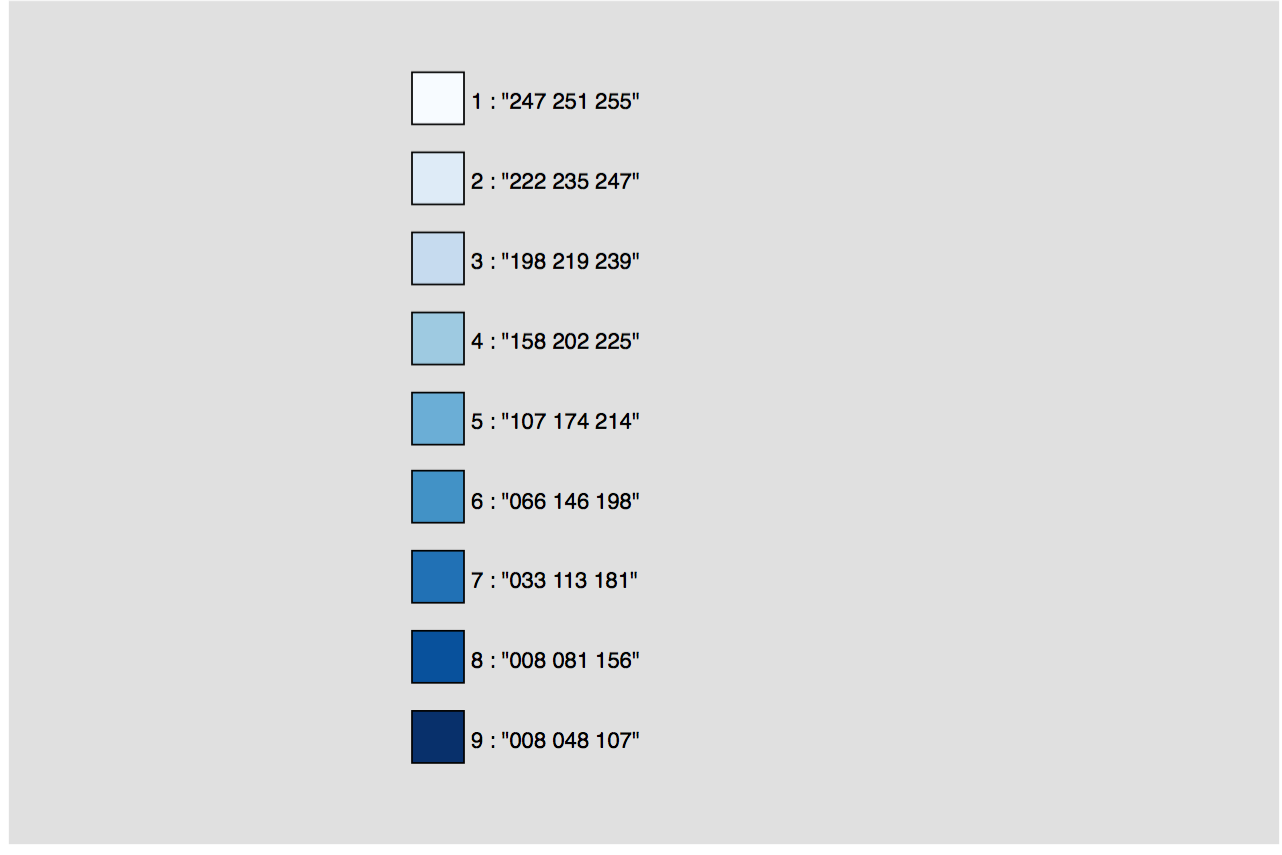 1 : "247 251 255"
2 : "222 235 247"
3 : "198 219 239"
4 : "158 202 225"
5 : "107 174 214"
6 : "066 146 198"
7 : "033 113 181"
8 : "008 081 156"
9 : "008 048 107"